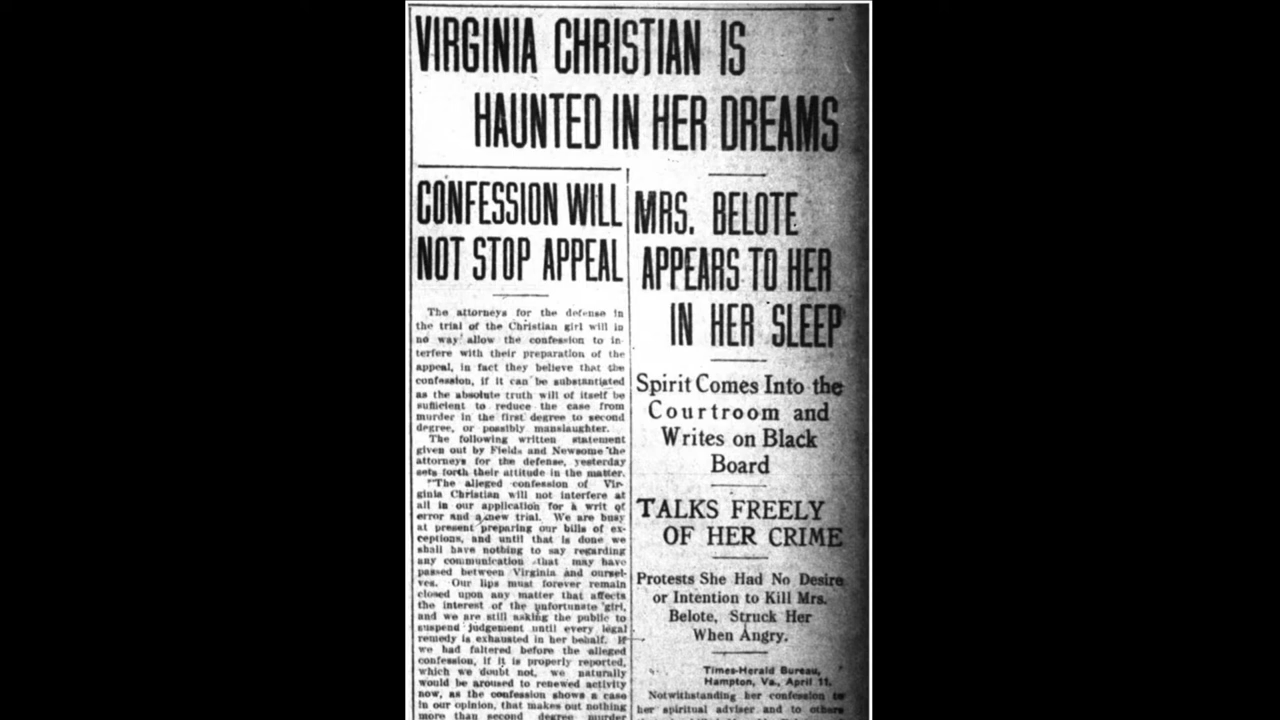 VIRGINIA CHRISTIAN IS
HAUNTED IN HER DREAMS
CONFESSION WILL
NOT STOP APPEAL
The attorneys for the defense in
the trial of the Christian girl will in
no way allow the confession to in-
terfere with their preparation of the
appeal, in fact they believe that the
confession, if it can be substantiated
as the absolute truth will of itself be
sufficient to reduce the case from
murder in the first degree to second
degree, or possibly manslaughter.
The following written statement
given out by Fields and Newsome the
attorneys for the defense, yesterday
sets forth their attitude in the matter.
"The alleged confession of Vir-
ginia Christian will not interfere at
all in our application for a writ of
error and a new trial. We are busy
at present preparing our bills of ex-
ceptions, and until that is done we
shall have nothing to say regarding
any communication that may have
passed between Virginia and oursel-
ves. Our lips must forever remain
closed upon any matter that affects
the interest of the unfortunate girl,
and we are still asking the public to
suspend judgement until every legal
remedy is exhausted in her behalf. If
we had faltered before the alleged
confession, if it is properly reported,
which we doubt not, we naturally
would be aroused to renewed activity
now, as the confession shows a case
in our opinion, that makes out nothing
more than second degree murder
MRS. BELOTE
APPEARS TO HER
IN HER SLEEP
Spirit Comes Into the
Courtroom and
Writes on Black
Board
TALKS FREELY
OF HER CRIME
Protests She Had No Desire
or Intention to Kill Mrs.
Belote, Struck Her
When Angry.
Times-Herald Bureau,
Hampton, Va., April 11.
Notwithstanding her confession to
her spiritual adviser and to others